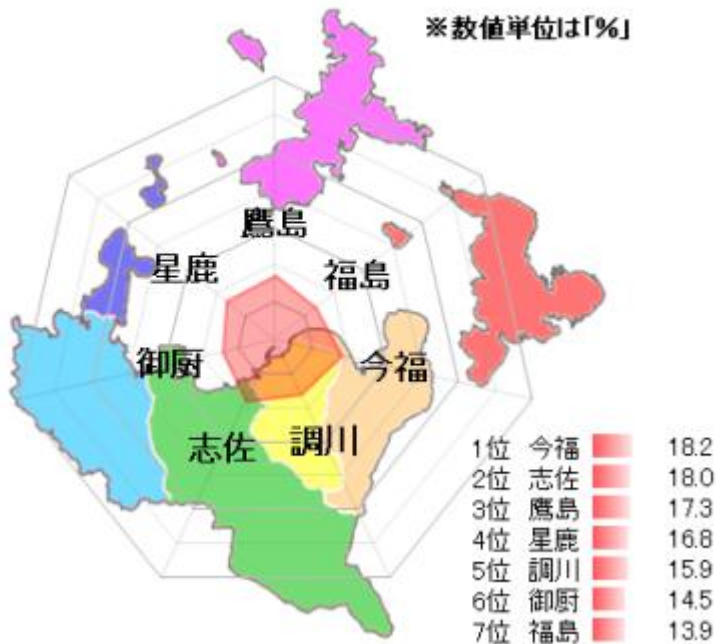 ※数値単位は「%」
鷹島
星鹿
福島
御厨
今福
志佐
調川
1位 今福 18.2
2位 志佐 18.0
3位 鷹島 17.3
4位 星鹿 16.8
5位 調川 15.9
6位 御厨 14.5
7位 福島 13.9